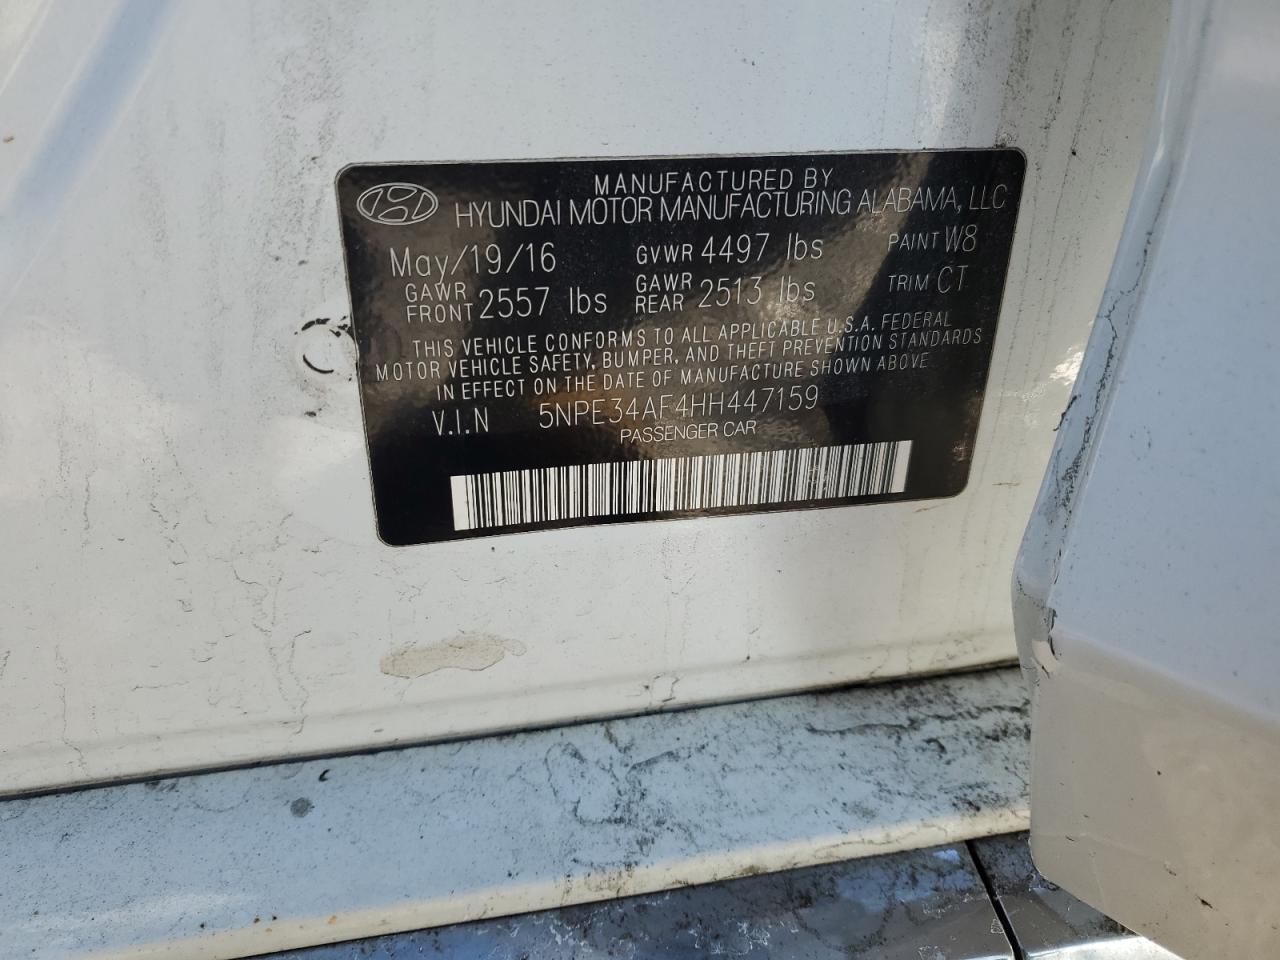 MANUFACTURED BY
HYUNDAI MOTOR MANUFACTURING ALABAMA, LLC
May/19/16 GVWR 4497 lbs PAINT W8
GAWR FRONT 2557 lbs GAWR REAR 2513 lbs TRIM CT
THIS VEHICLE CONFORMS TO ALL APPLICABLE U.S.A. FEDERAL
MOTOR VEHICLE SAFETY, BUMPER, AND THEFT PREVENTION STANDARDS
IN EFFECT ON THE DATE OF MANUFACTURE SHOWN ABOVE
V.I.N 5NPE34AF4HH447159
PASSENGER CAR